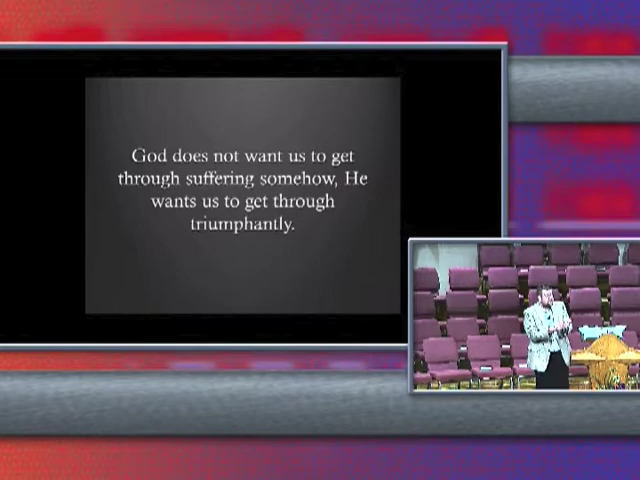 God does not want us to get
through suffering somehow, He
wants us to get through
triumphantly.